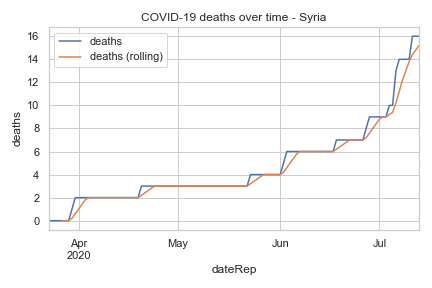 COVID-19 deaths over time - Syria
deaths
deaths (rolling)
16
14
12
10
8
6
4
2
0
deaths
Apr
2020
May
Jun
Jul
dateRep